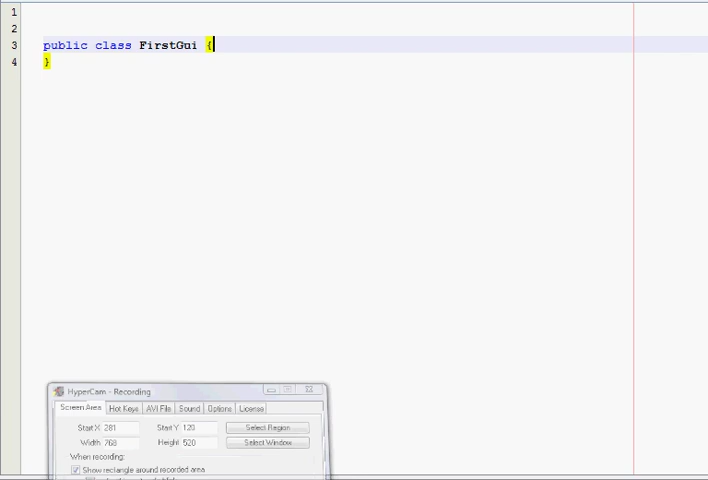 1
2
3 public class FirstGui {
4 }
HyperCam - Recording
Screen Area Hot Keys AVI File Sound Options License
Start X 281 Start Y 120 Select Region
Width 768 Height 520 Select Window
When recording:
Show rectangle around recorded area